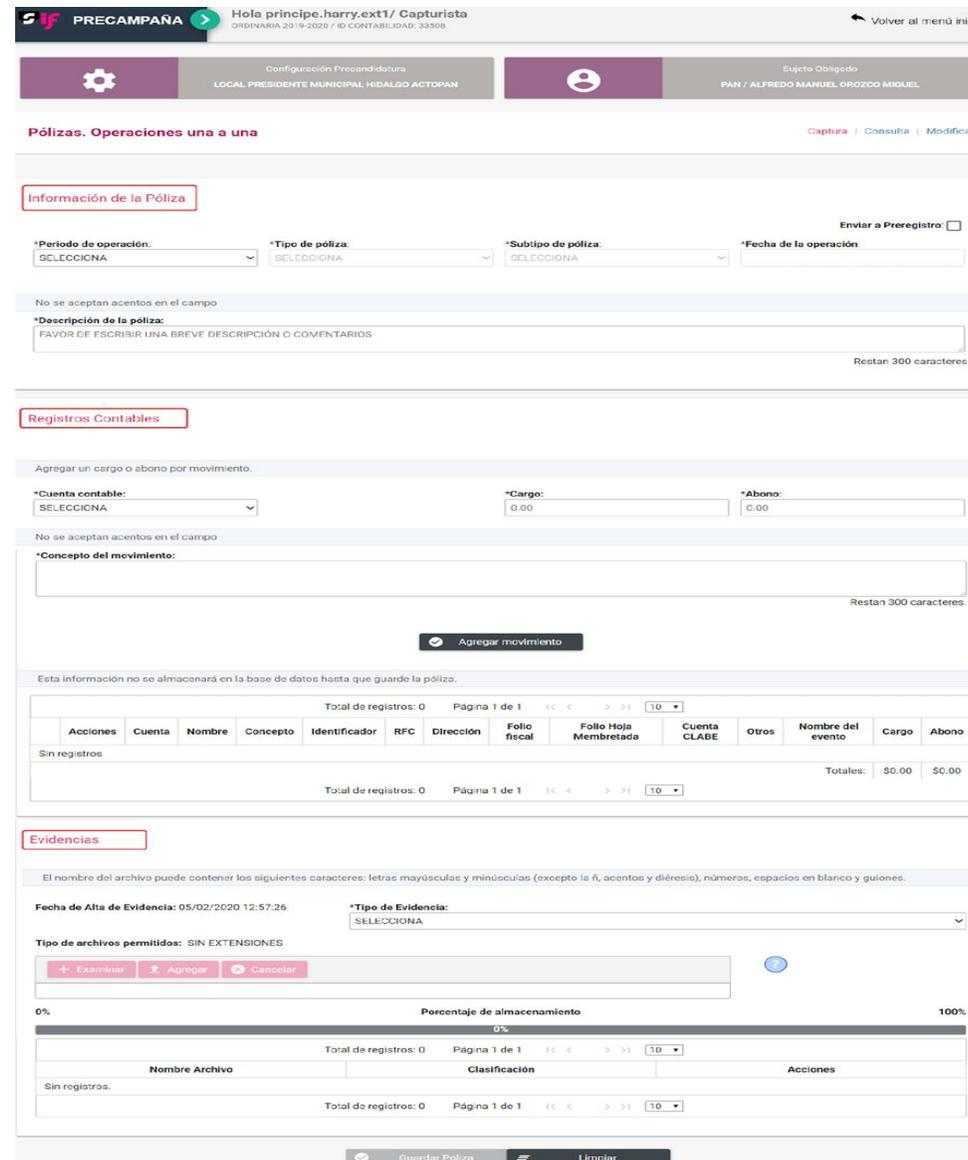 Sif PRECAMPAÑA Hola principe.harry.ext1/ Capturista
ORDINARIA 2019-2020 / ID CONTABILIDAD: 33508
Volver al menú ini
Configuración Precandidatura
LOCAL PRESIDENTE MUNICIPAL HIDALGO ACTOPAN
Sujeto Obligado
PAN / ALFREDO MANUEL OROZCO MIGUEL
Pólizas. Operaciones una a una
Captura | Consulta | Modifica
Información de la Póliza
Enviar a Preregistro:
*Periodo de operación: *Tipo de póliza: *Subtipo de póliza: *Fecha de la operación:
SELECCIONA SELECCIONA SELECCIONA
No se aceptan acentos en el campo
*Descripción de la póliza:
FAVOR DE ESCRIBIR UNA BREVE DESCRIPCIÓN O COMENTARIOS
Restan 300 caracteres
Registros Contables
Agregar un cargo o abono por movimiento.
*Cuenta contable: *Cargo: *Abono:
SELECCIONA 0.00 0.00
No se aceptan acentos en el campo
*Concepto del movimiento:
Restan 300 caracteres.
Agregar movimiento
Esta información no se almacenará en la base de datos hasta que guarde la póliza.
Total de registros: 0 Página 1 de 1 10
Acciones Cuenta Nombre Concepto Identificador RFC Dirección Folio fiscal Folio Hoja Membretada Cuenta CLABE Otros Nombre del evento Cargo Abono
Sin registros
Totales: $0.00 $0.00
Total de registros: 0 Página 1 de 1 10
Evidencias
El nombre del archivo puede contener los siguientes caracteres: letras mayúsculas y minúsculas (excepto la ñ, acentos y diéresis), números, espacios en blanco y guiones.
Fecha de Alta de Evidencia: 05/02/2020 12:57:26 *Tipo de Evidencia:
SELECCIONA
Tipo de archivos permitidos: SIN EXTENSIONES
+ Examinar Agregar Cancelar ?
0% Porcentaje de almacenamiento 100%
0%
Total de registros: 0 Página 1 de 1 10
Nombre Archivo Clasificación Acciones
Sin registros.
Total de registros: 0 Página 1 de 1 10
Guardar Póliza Limpiar